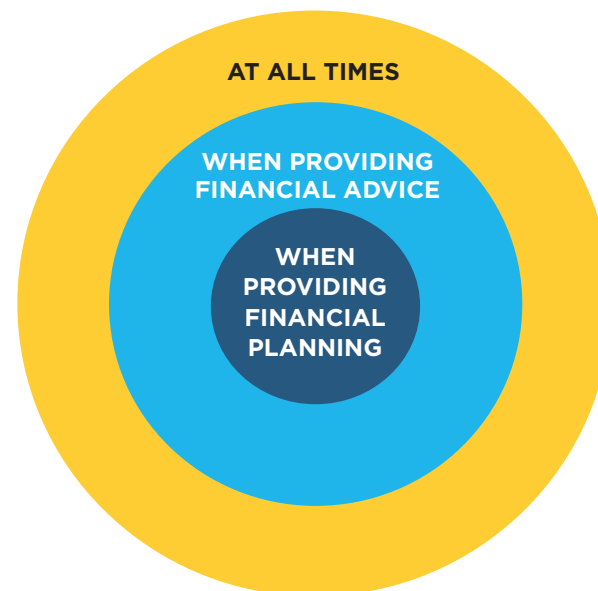 AT ALL TIMES
WHEN PROVIDING
FINANCIAL ADVICE
WHEN
PROVIDING
FINANCIAL
PLANNING